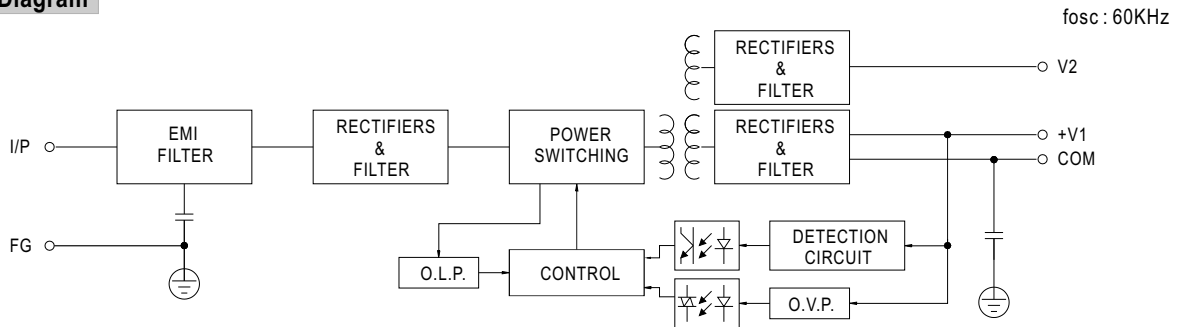 Diagram
fosc : 60KHz
RECTIFIERS
&
FILTER
V2
I/P
EMI
FILTER
RECTIFIERS
&
FILTER
POWER
SWITCHING
RECTIFIERS
&
FILTER
+V1
COM
FG
O.L.P.
CONTROL
DETECTION
CIRCUIT
O.V.P.